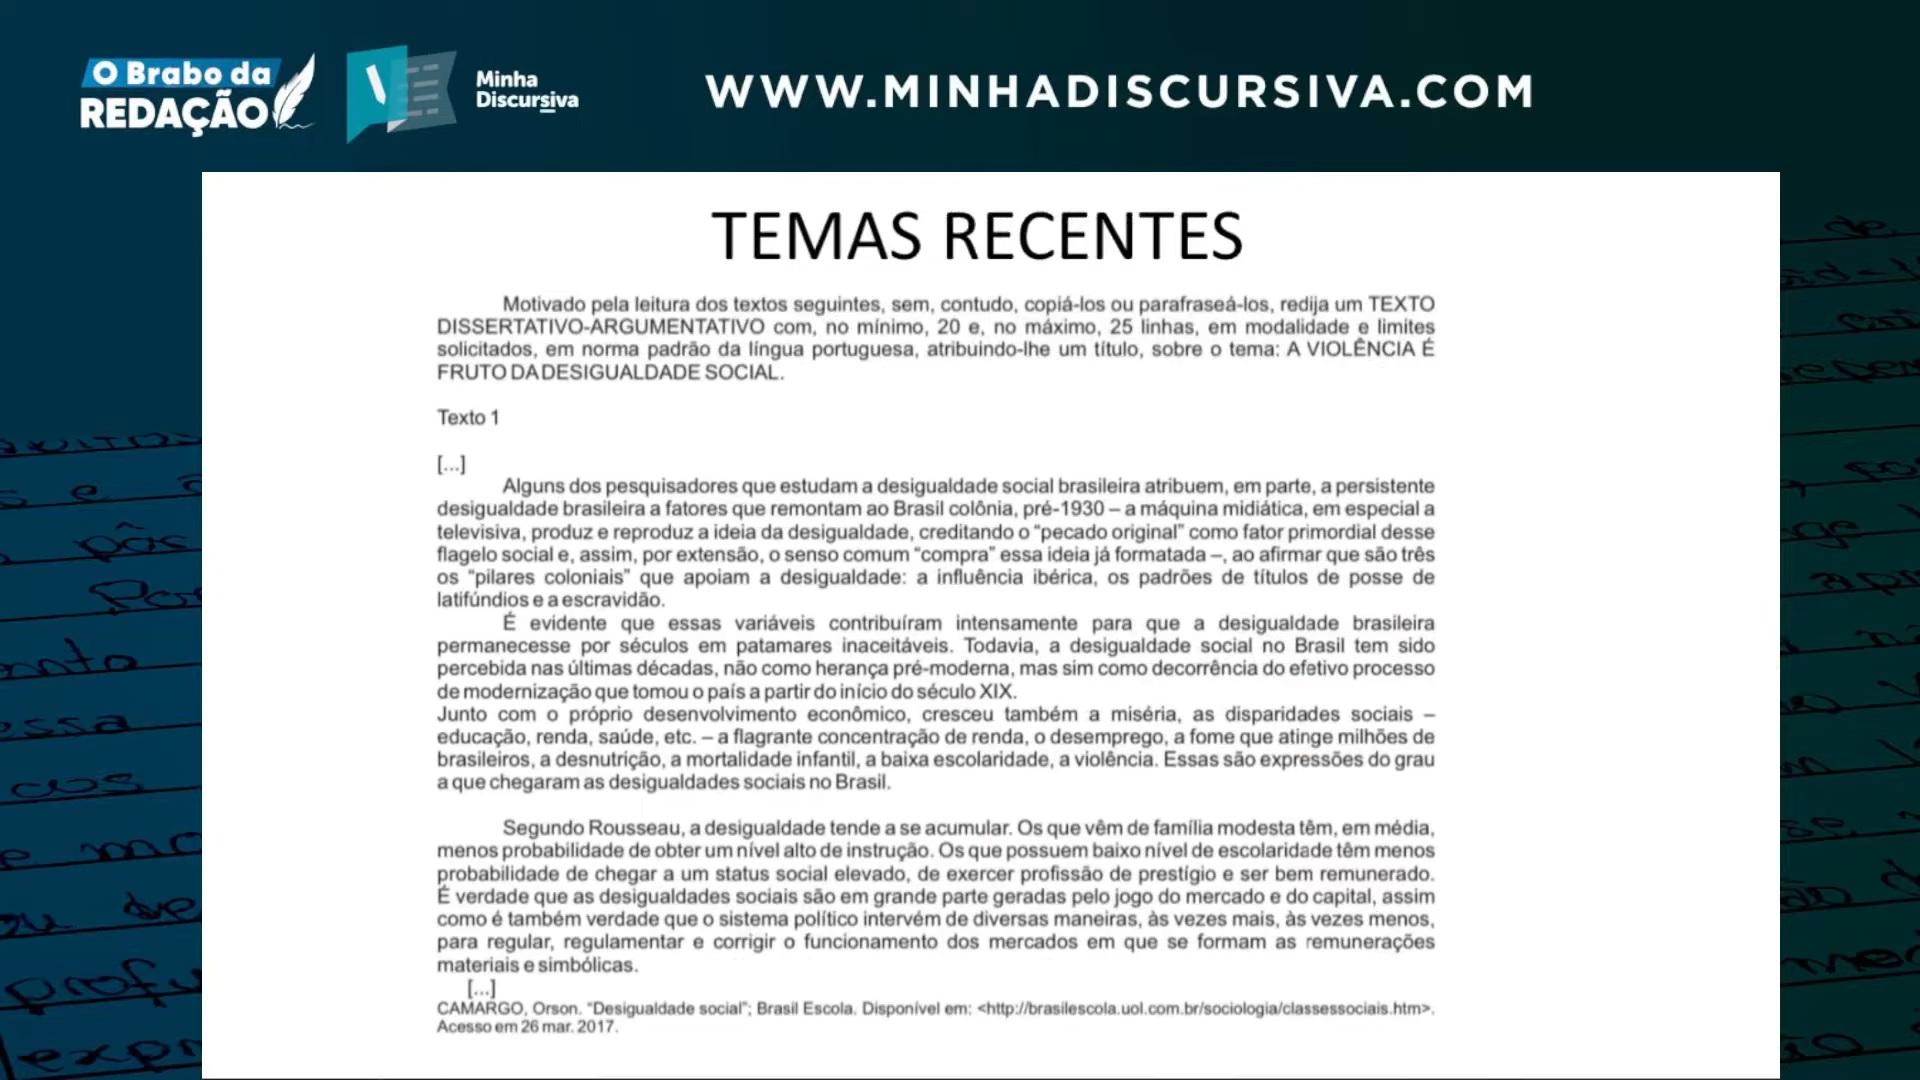 O Brabo da
REDAÇÃO
Minha
Discursiva
WWW.MINHADISCURSIVA.COM
TEMAS RECENTES
Motivado pela leitura dos textos seguintes, sem, contudo, copiá-los ou parafraseá-los, redija um TEXTO
DISSERTATIVO-ARGUMENTATIVO com, no mínimo, 20 e, no máximo, 25 linhas, em modalidade e limites
solicitados, em norma padrão da língua portuguesa, atribuindo-lhe um título, sobre o tema: A VIOLÊNCIA É
FRUTO DA DESIGUALDADE SOCIAL.
Texto 1
[...]
Alguns dos pesquisadores que estudam a desigualdade social brasileira atribuem, em parte, a persistente
desigualdade brasileira a fatores que remontam ao Brasil colônia, pré-1930 – a máquina midiática, em especial a
televisiva, produz e reproduz a ideia da desigualdade, creditando o “pecado original” como fator primordial desse
flagelo social e, assim, por extensão, o senso comum “compra” essa ideia já formatada –, ao afirmar que são três
os “pilares coloniais” que apoiam a desigualdade: a influência ibérica, os padrões de títulos de posse de
latifúndios e a escravidão.
É evidente que essas variáveis contribuíram intensamente para que a desigualdade brasileira
permanecesse por séculos em patamares inaceitáveis. Todavia, a desigualdade social no Brasil tem sido
percebida nas últimas décadas, não como herança pré-moderna, mas sim como decorrência do efetivo processo
de modernização que tomou o país a partir do início do século XIX.
Junto com o próprio desenvolvimento econômico, cresceu também a miséria, as disparidades sociais –
educação, renda, saúde, etc. – a flagrante concentração de renda, o desemprego, a fome que atinge milhões de
brasileiros, a desnutrição, a mortalidade infantil, a baixa escolaridade, a violência. Essas são expressões do grau
a que chegaram as desigualdades sociais no Brasil.
Segundo Rousseau, a desigualdade tende a se acumular. Os que vêm de família modesta têm, em média,
menos probabilidade de obter um nível alto de instrução. Os que possuem baixo nível de escolaridade têm menos
probabilidade de chegar a um status social elevado, de exercer profissão de prestígio e ser bem remunerado.
É verdade que as desigualdades sociais são em grande parte geradas pelo jogo do mercado e do capital, assim
como é também verdade que o sistema político intervém de diversas maneiras, às vezes mais, às vezes menos,
para regular, regulamentar e corrigir o funcionamento dos mercados em que se formam as remunerações
materiais e simbólicas.
[...]
CAMARGO, Orson. “Desigualdade social”; Brasil Escola. Disponível em: <http://brasilescola.uol.com.br/sociologia/classessociais.htm>.
Acesso em 26 mar. 2017.